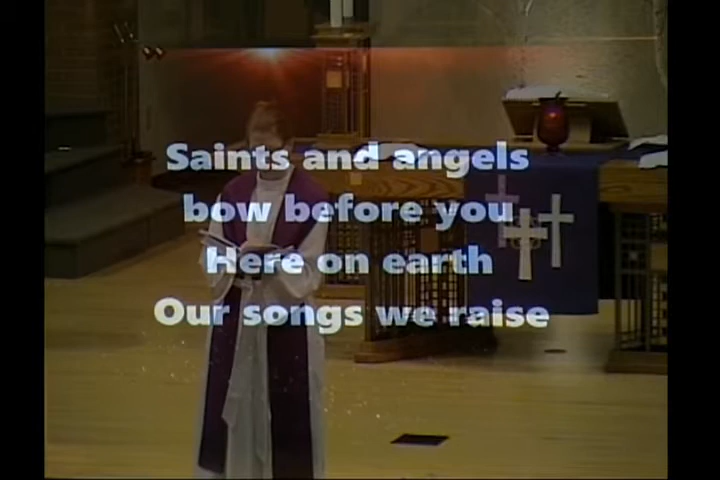 Saints and angels
bow before you
Here on earth
Our songs we raise